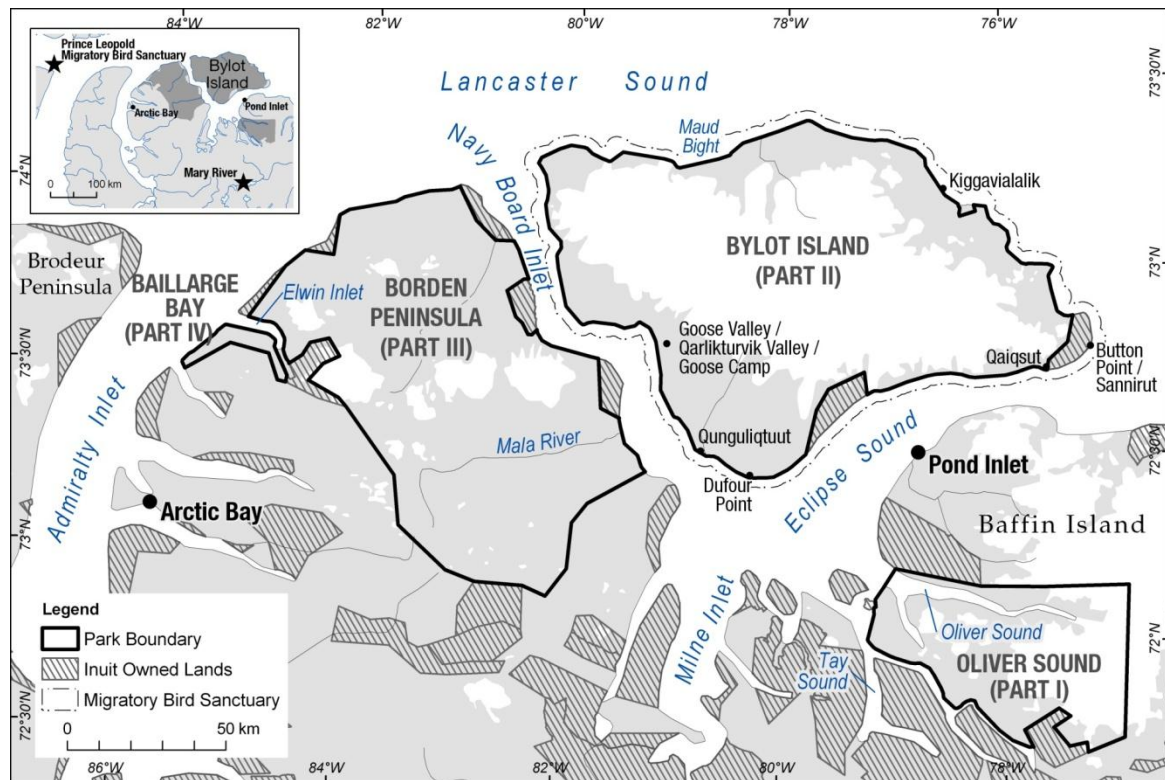 84°W
82°W
80°W
78°W
76°W
Prince Leopold
Migratory Bird Sanctuary
Bylot
Island
Arctic Bay
Pond Inlet
Mary River
0 100 km
Lancaster Sound
73°30'N
74°N
Navy Board Inlet
Maud
Bight
Kiggavialalik
Brodeur
Peninsula
BAILLARGE
BAY
(PART IV)
Elwin Inlet
BORDEN
PENINSULA
(PART III)
BYLOT ISLAND
(PART II)
73°N
73°30'N
Goose Valley /
Qarlikturvik Valley /
Goose Camp
Qaiqsut
Button
Point /
Sannirut
Admiralty Inlet
Mala River
Qunguliqtuut
Dufour
Point
Eclipse Sound
Pond Inlet
72°30'N
Arctic Bay
73°N
Baffin Island
Milne Inlet
Tay
Sound
Oliver Sound
OLIVER SOUND
(PART I)
72°N
Legend
Park Boundary
Inuit Owned Lands
Migratory Bird Sanctuary
0 50 km
72°30'N
86°W
84°W
82°W
80°W
78°W